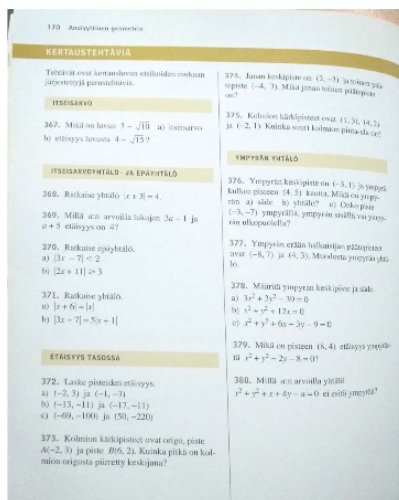 170 Analyyttinen geometria
KERTAUSTEHTÄVIÄ
Tehtävät ovat kertausluvun otsikoiden mukaan
järjestettyjä perustehtäviä.
ITSEISARVO
367. Mikä on luvun 3 − √10 a) itseisarvo
b) etäisyys luvusta 4 − √15?
ITSEISARVOYHTÄLÖ- JA EPÄYHTÄLÖ
368. Ratkaise yhtälö |x + 3| = 4.
369. Millä a:n arvoilla lukujen 3a − 1 ja
a + 5 etäisyys on 4?
370. Ratkaise epäyhtälö.
a) |3x − 7| < 2
b) |2x + 11| ≥ 3
371. Ratkaise yhtälö.
a) |x + 6| = |x|
b) |3x − 7| = 5|x + 1|
ETÄISYYS TASOSSA
372. Laske pisteiden etäisyys.
a) (−2, 3) ja (−1, −3)
b) (−13, −11) ja (−17, −11)
c) (−69, −100) ja (50, −220)
373. Kolmion kärkipisteet ovat origo, piste
A(−2, 3) ja piste B(6, 2). Kuinka pitkä on kol-
mion origosta piirretty keskijana?
374. Janan keskipiste on (2, −3) ja toinen pää-
tepiste (−4, 3). Mikä janan toinen päätepiste
on?
375. Kolmion kärkipisteet ovat (1, 3), (4, 2)
ja (−2, 1). Kuinka suuri kolmion pinta-ala on?
YMPYRÄN YHTÄLÖ
376. Ympyrän keskipiste on (−3, 1) ja ympyrä
kulkee pisteen (4, 5) kautta. Mikä on ympy-
rän a) säde b) yhtälö? c) Onko piste
(−3, −7) ympyrällä, ympyrän sisällä vai ympy-
rän ulkopuolella?
377. Ympyrän erään halkaisijan päätepisteet
ovat (−8, 7) ja (4, 3). Muodosta ympyrän yhtä-
lö.
378. Määritä ympyrän keskipiste ja säde.
a) 3x² + 3y² − 39 = 0
b) x² + y² + 12x = 0
c) x² + y² + 6x − 3y − 9 = 0
379. Mikä on pisteen (8, 4) etäisyys ympyräs-
tä x² + y² − 2y − 8 = 0?
380. Millä a:n arvoilla yhtälö
x² + y² + x + 4y − a = 0 ei esitä ympyrää?